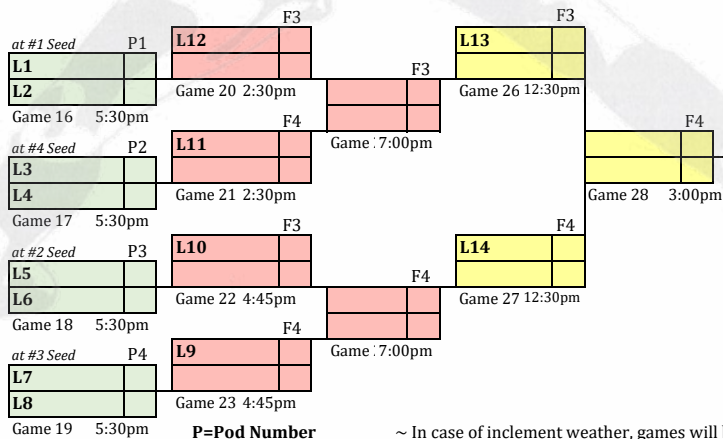 F3
F3
at #1 Seed P1
L12
L13
L1
F3
L2
Game 20 2:30pm
Game 26 12:30pm
Game 16 5:30pm
F4
F4
at #4 Seed P2
L11
Game 7:00pm
L3
L4
Game 21 2:30pm
Game 28 3:00pm
Game 17 5:30pm
F3
F4
at #2 Seed P3
L10
L14
L5
F4
L6
Game 22 4:45pm
Game 27 12:30pm
Game 18 5:30pm
F4
at #3 Seed P4
L9
Game 7:00pm
L7
L8
Game 23 4:45pm
Game 19 5:30pm
P=Pod Number
~ In case of inclement weather, games will